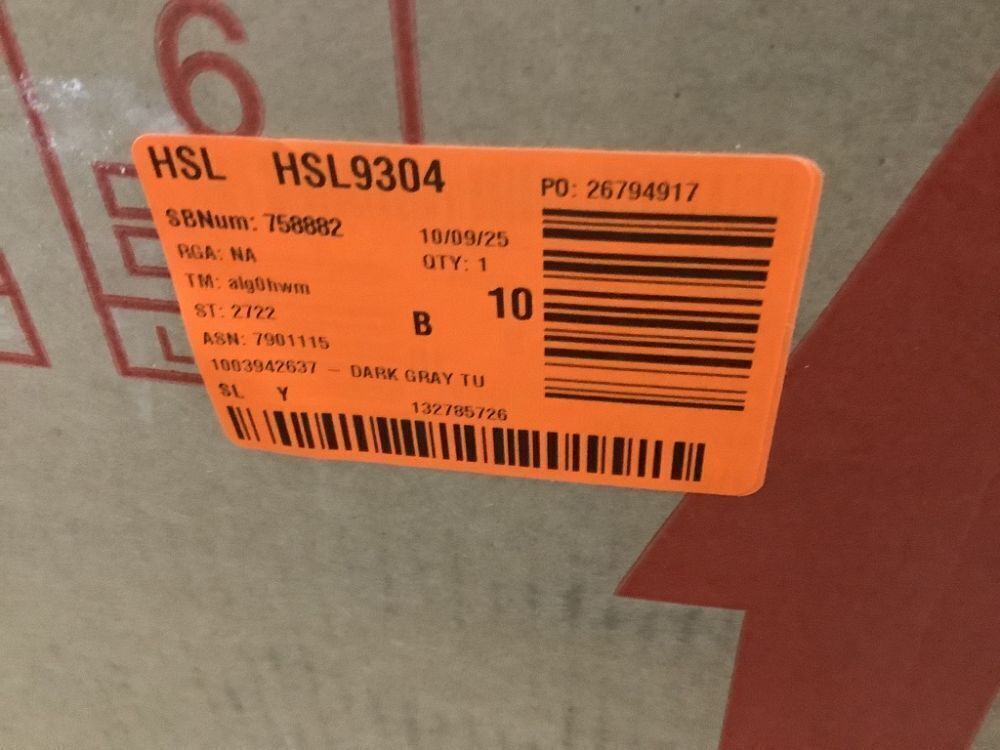 6
HSL HSL9304
PO: 26794917
SBNum: 758882
10/09/25
RGA: NA
QTY: 1
TM: alg0hwm
ST: 2722
B 10
ASN: 7901115
1003942637 – DARK GRAY TU
SL Y
132785726